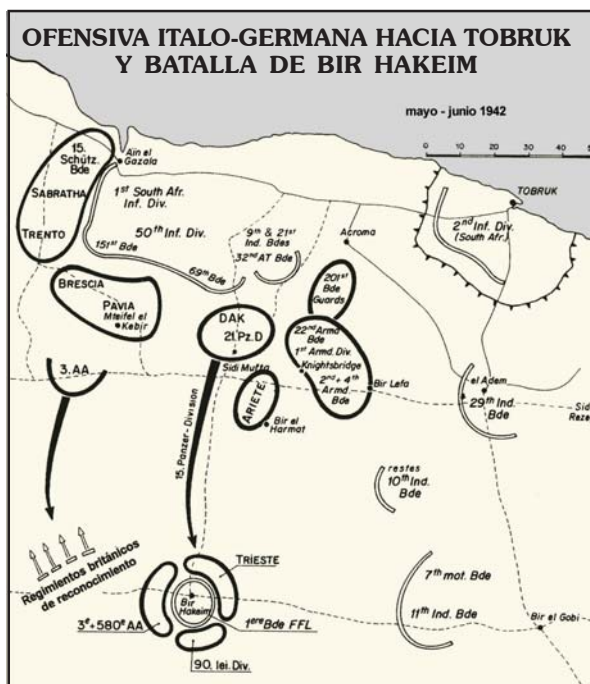 OFENSIVA ITALO-GERMANA HACIA TOBRUK
Y BATALLA DE BIR HAKEIM
mayo - junio 1942
0 10 20 30 40 50
Aïn el
Gazala
15.
Schütz.
Bde
SABRATHA
TRENTO
1st South Afr.
Inf. Div.
50th Inf. Div.
151st Bde
69th Bde
9th & 21st
Ind. Bdes
32nd AT Bde
Acroma
TOBRUK
2nd Inf. Div.
(South Afr.)
201st
Bde
Guards
BRESCIA
PAVIA
Mteifel el
Kebir
DAK
21. Pz. D
Sidi Mufta
22nd Armd
Bde
1st Armd. Div.
Knightsbridge
2nd + 4th
Armd.
Bde
Bir Lefa
3. AA
ARIETE
Bir el
Harmat
el Adem
29th Ind.
Bde
Sidi
Reze
15. Panzer-Division
restes
10th Ind.
Bde
Regimientos británicos
de reconocimiento
TRIESTE
Bir
Hakeim
3e + 580e AA
1ere Bde FFL
90. lei. Div.
7th mot. Bde
11th Ind. Bde
Bir el Gobi